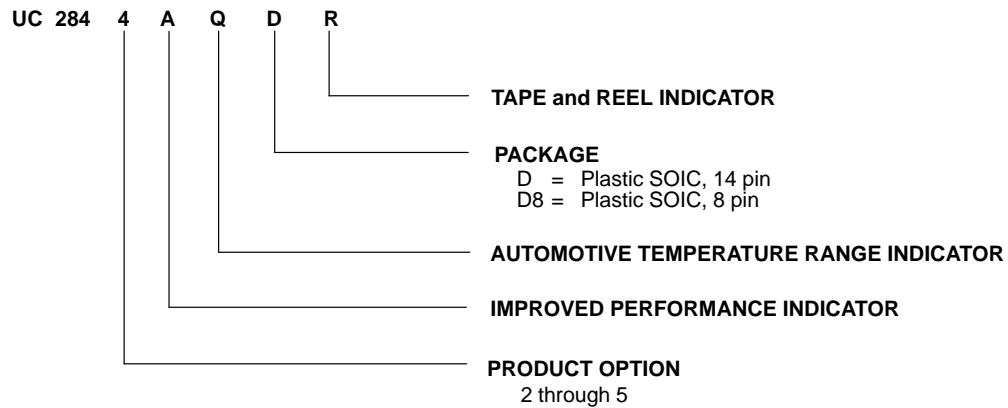 UC 284 4 A Q D R
TAPE and REEL INDICATOR
PACKAGE
D = Plastic SOIC, 14 pin
D8 = Plastic SOIC, 8 pin
AUTOMOTIVE TEMPERATURE RANGE INDICATOR
IMPROVED PERFORMANCE INDICATOR
PRODUCT OPTION
2 through 5